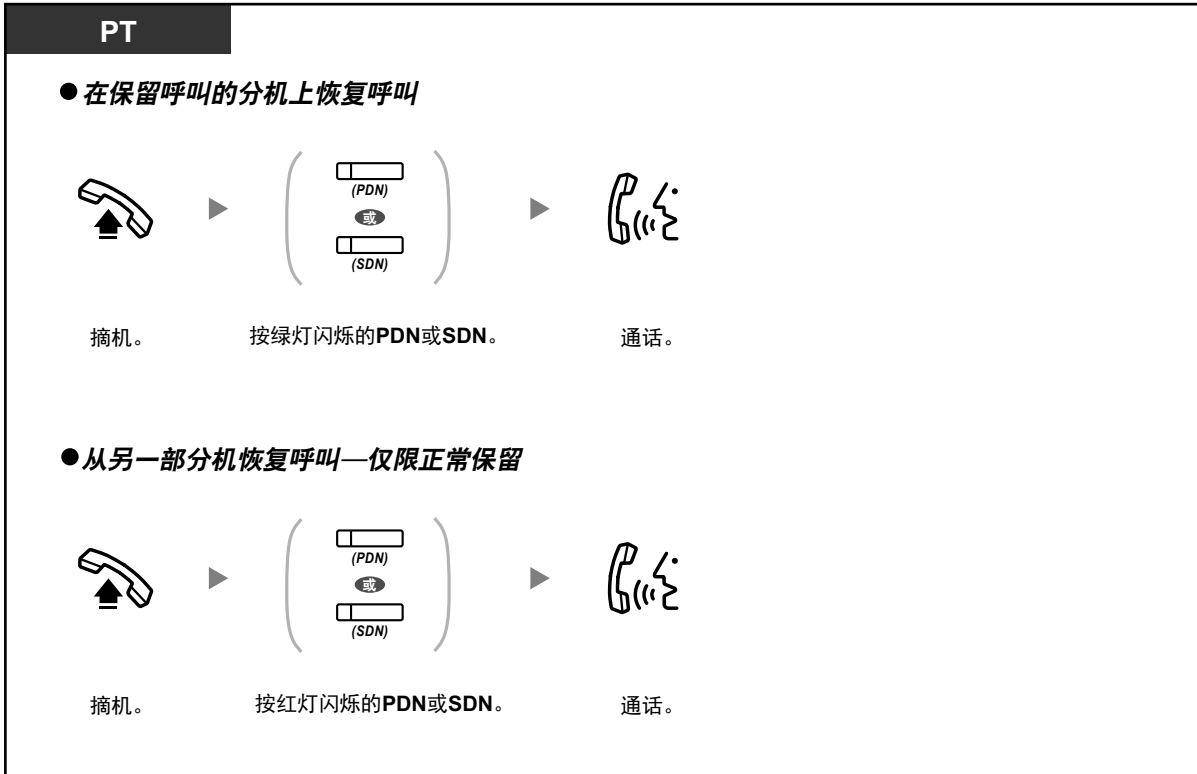 PT
●在保留呼叫的分机上恢复呼叫
(PDN)
或
(SDN)
摘机。 按绿灯闪烁的PDN或SDN。 通话。
●从另一部分机恢复呼叫—仅限正常保留
(PDN)
或
(SDN)
摘机。 按红灯闪烁的PDN或SDN。 通话。